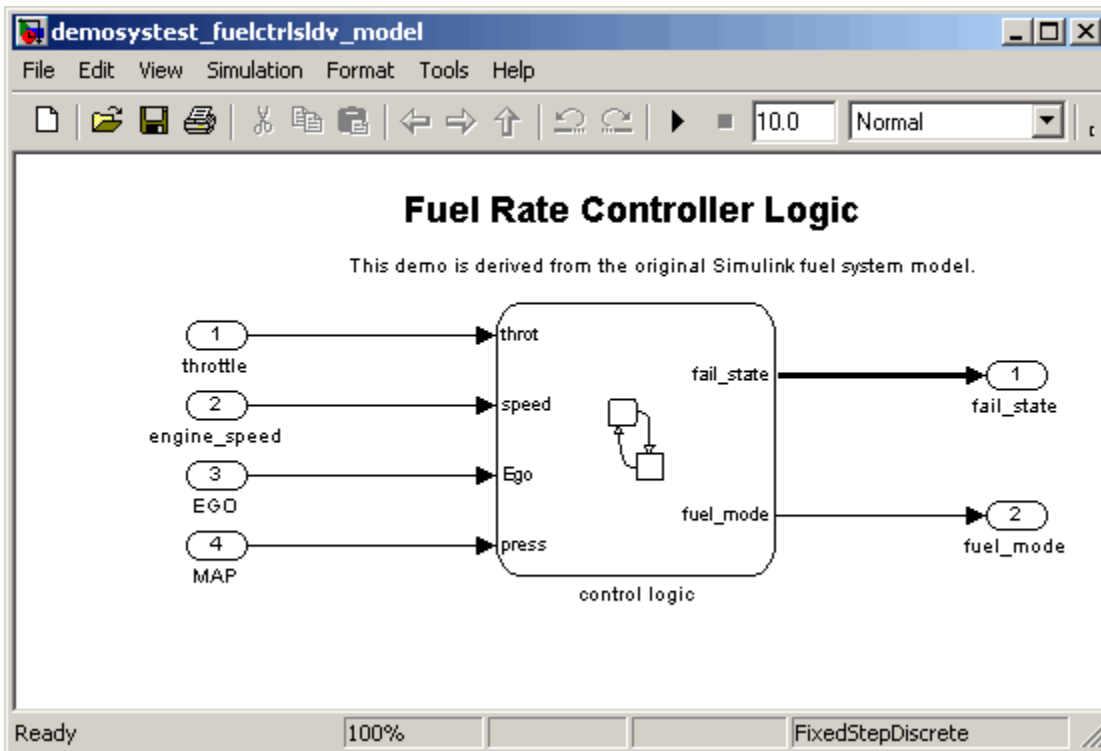 demosystest_fuelctrlsldv_model
File Edit View Simulation Format Tools Help
10.0 Normal
Fuel Rate Controller Logic
This demo is derived from the original Simulink fuel system model.
1 throt
throttle
fail_state 1
fail_state
2 speed
engine_speed
3 Ego
EGO
fuel_mode 2
fuel_mode
4 press
MAP
control logic
Ready 100% FixedStepDiscrete